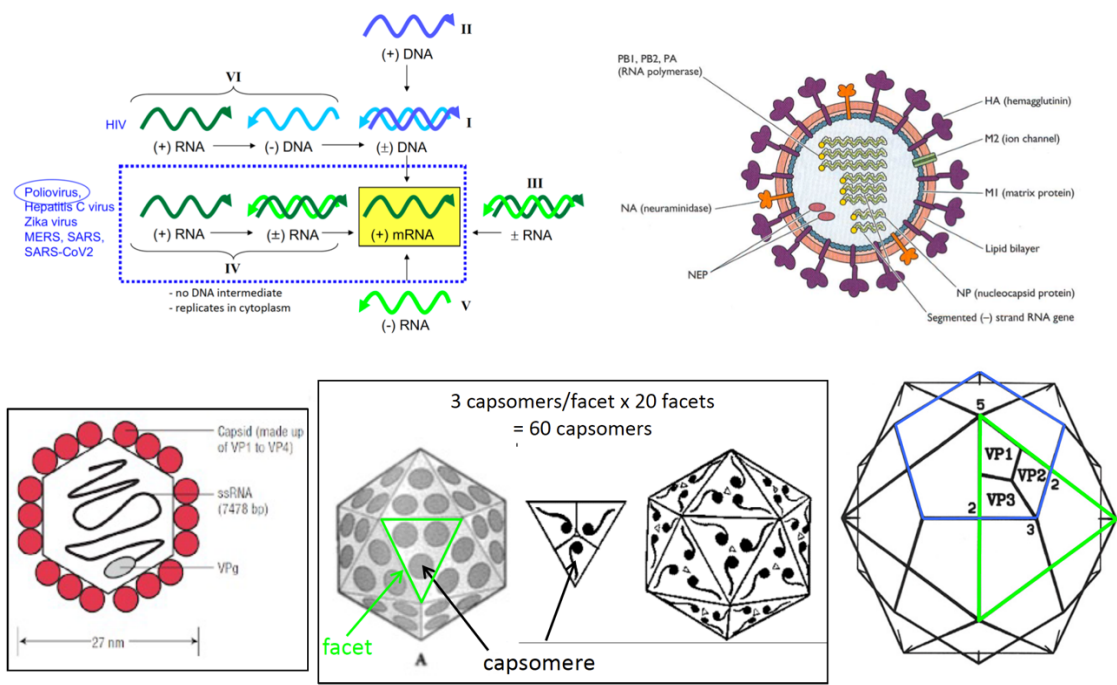 II
(+) DNA
VI
HIV
I
(+) RNA
(-) DNA
(±) DNA
Poliovirus,
Hepatitis C virus
Zika virus
MERS, SARS,
SARS-CoV2
III
(+) RNA
(±) RNA
(+) mRNA
± RNA
IV
- no DNA intermediate
- replicates in cytoplasm
V
(-) RNA
PB1, PB2, PA
(RNA polymerase)
HA (hemagglutinin)
M2 (ion channel)
M1 (matrix protein)
NA (neuraminidase)
Lipid bilayer
NEP
NP (nucleocapsid protein)
Segmented (–) strand RNA gene
Capsid (made up
of VP1 to VP4)
ssRNA
(7478 bp)
VPg
27 nm
3 capsomers/facet x 20 facets
= 60 capsomers
facet
A
capsomere
5
VP1
VP2
2
VP3
2
3